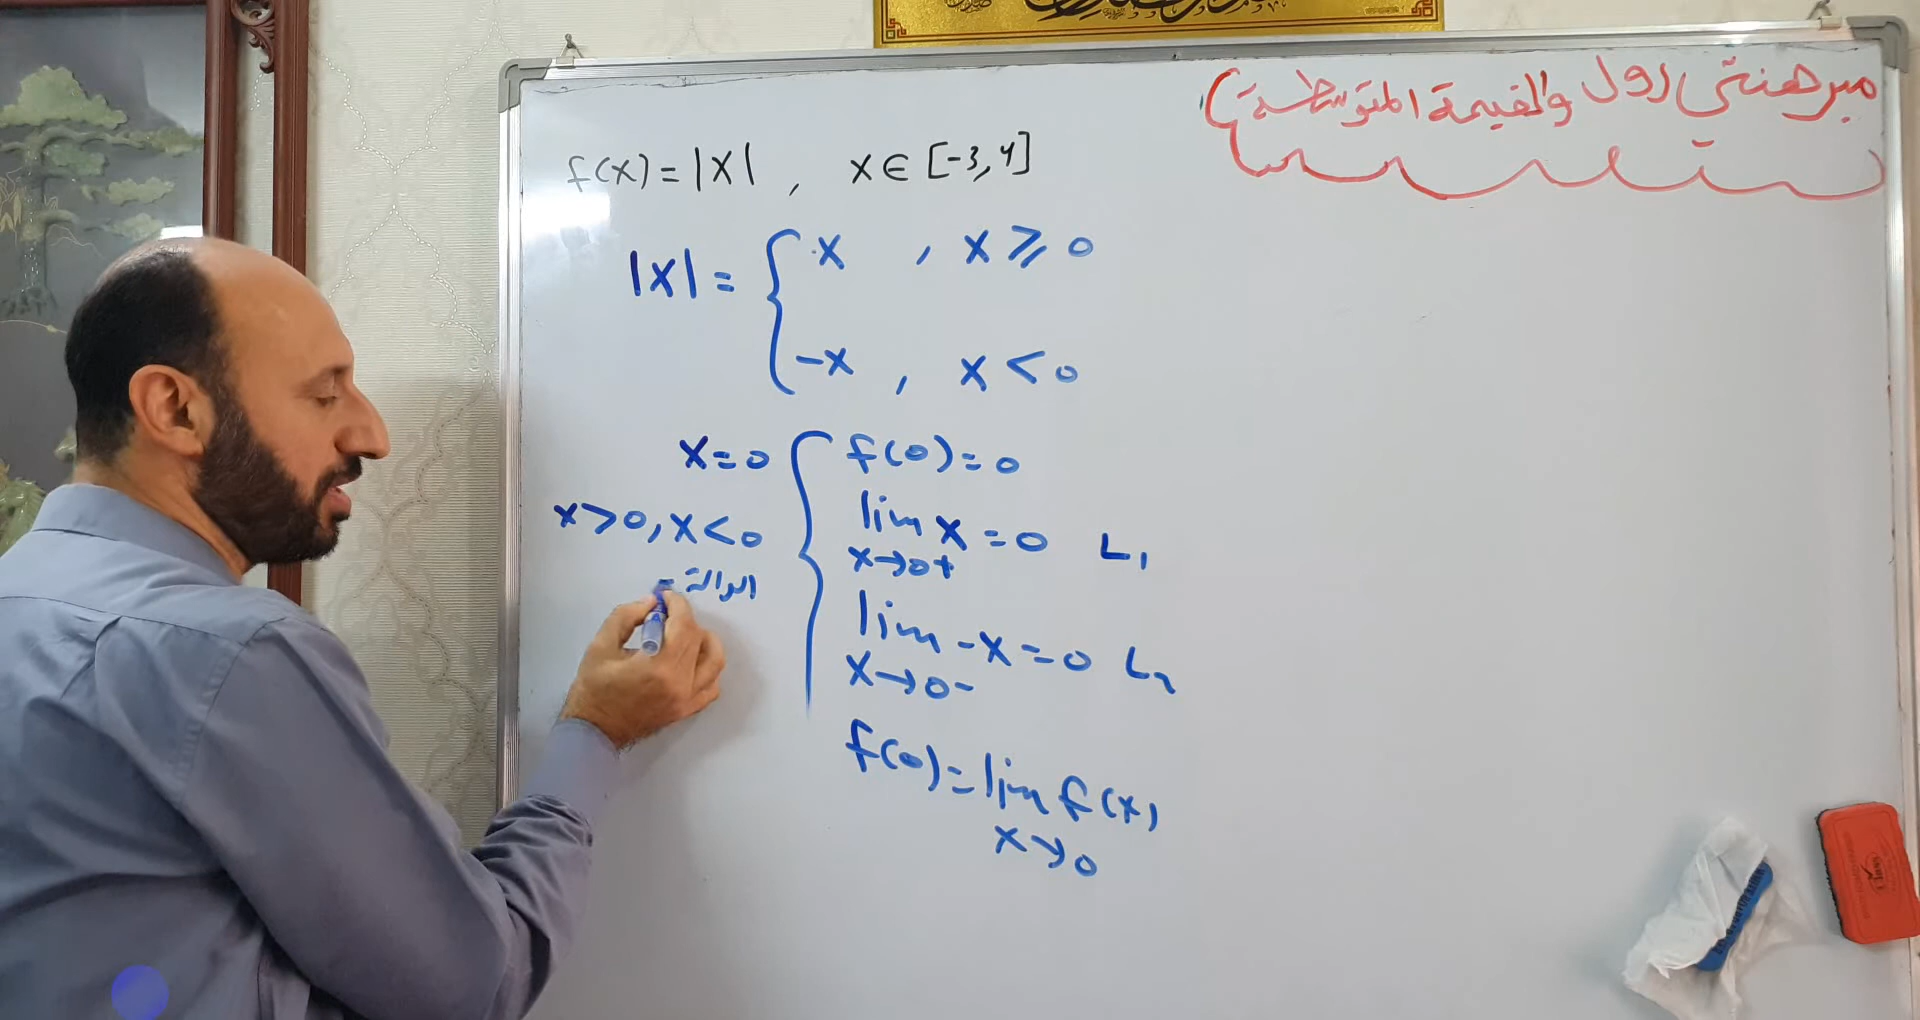 مبرهنتي (رول والقيمة المتوسطة)
f(x) = |x| , x ∈ [-3, 4]
|x| = { x , x ⩾ 0
-x , x < 0
x = 0 { f(0) = 0
x > 0, x < 0 lim x = 0 L₁
x → 0+
الدالة
lim -x = 0 L₂
x → 0-
f(0) = lim f(x)
x → 0